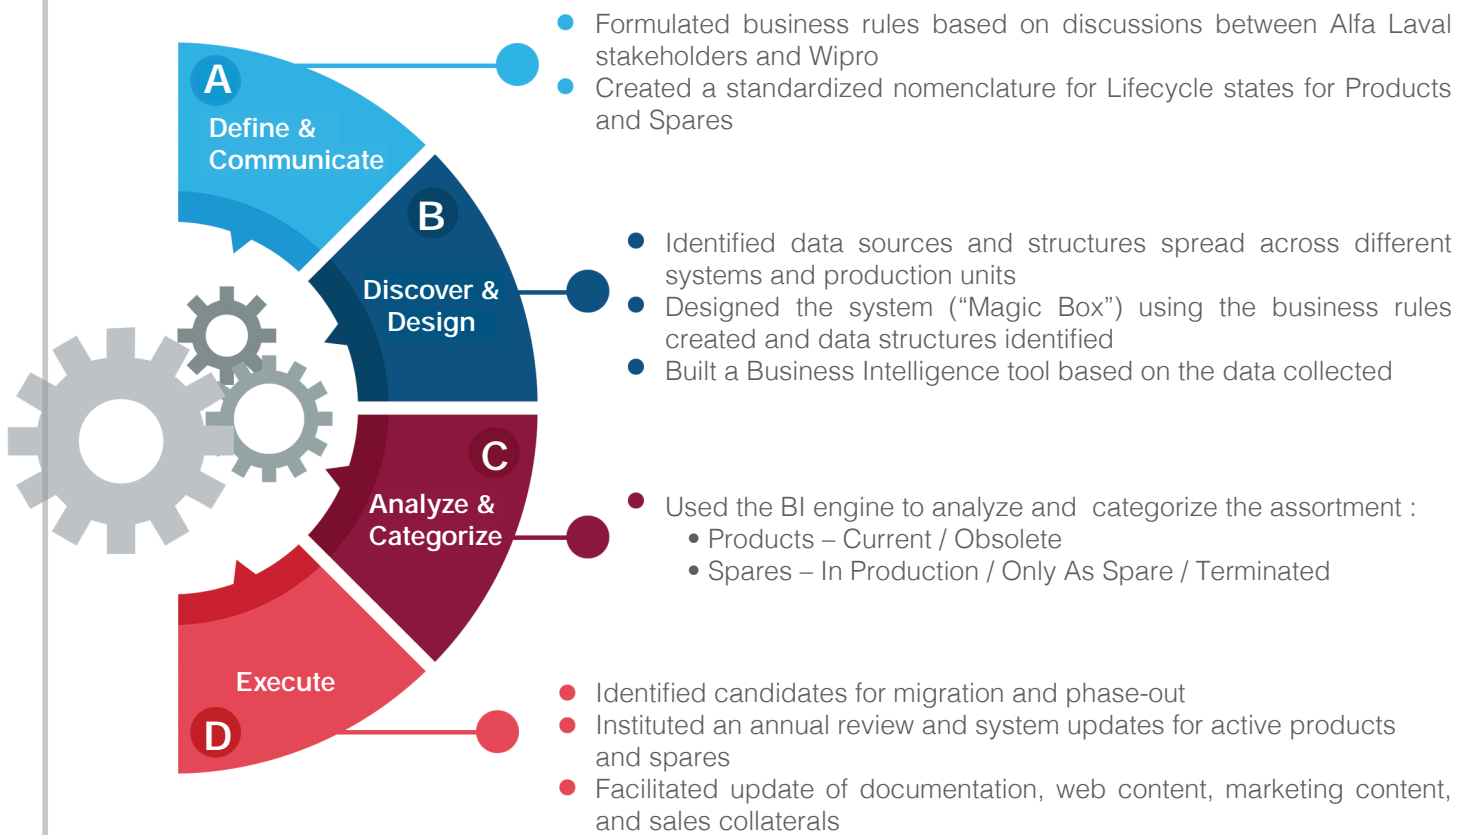 A
Define &
Communicate
• Formulated business rules based on discussions between Alfa Laval
stakeholders and Wipro
• Created a standardized nomenclature for Lifecycle states for Products
and Spares
B
Discover &
Design
• Identified data sources and structures spread across different
systems and production units
• Designed the system (“Magic Box”) using the business rules
created and data structures identified
• Built a Business Intelligence tool based on the data collected
C
Analyze &
Categorize
• Used the BI engine to analyze and categorize the assortment :
• Products – Current / Obsolete
• Spares – In Production / Only As Spare / Terminated
Execute
D
• Identified candidates for migration and phase-out
• Instituted an annual review and system updates for active products
and spares
• Facilitated update of documentation, web content, marketing content,
and sales collaterals